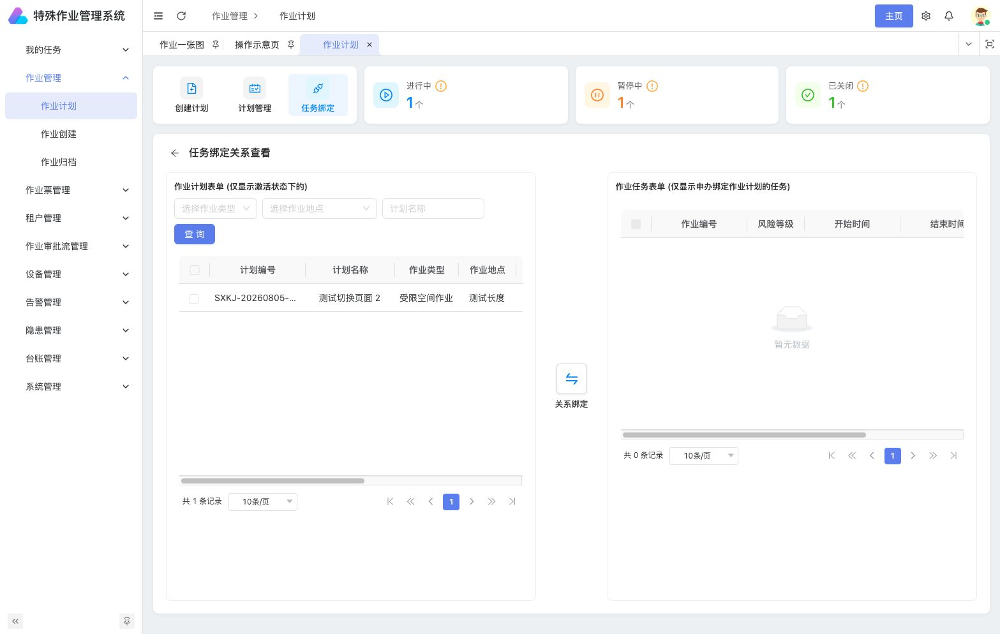 特殊作业管理系统
作业管理
作业计划
主页
我的任务
作业管理
作业计划
作业创建
作业归档
作业票管理
租户管理
作业审批流管理
设备管理
告警管理
隐患管理
台账管理
系统管理
作业一张图
操作示意页
作业计划
创建计划
计划管理
任务绑定
进行中
1个
暂停中
1个
已关闭
1个
任务绑定关系查看
作业计划表单 (仅显示激活状态下的)
选择作业类型
选择作业地点
计划名称
查 询
计划编号 计划名称 作业类型 作业地点
SXKJ-20260805-... 测试切换页面 2 受限空间作业 测试长度
共 1 条记录
10条/页
1
关系绑定
作业任务表单 (仅显示申办绑定作业计划的任务)
作业编号 风险等级 开始时间 结束时间
暂无数据
共 0 条记录
10条/页
1